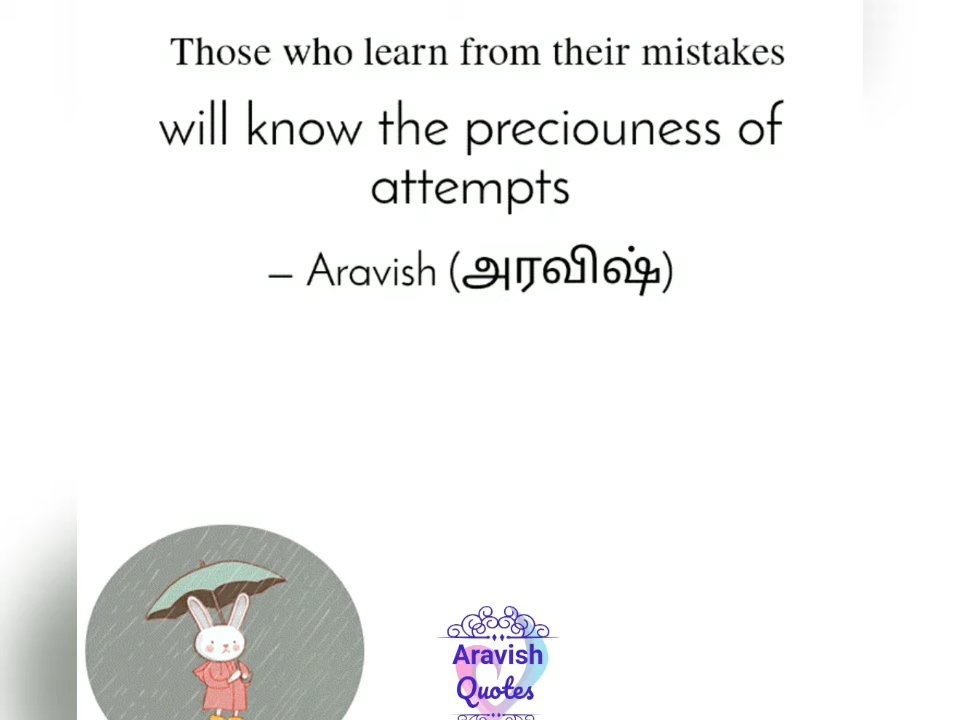 Those who learn from their mistakes
will know the preciouness of
attempts
– Aravish (அரவிஷ்)
Aravish
Quotes